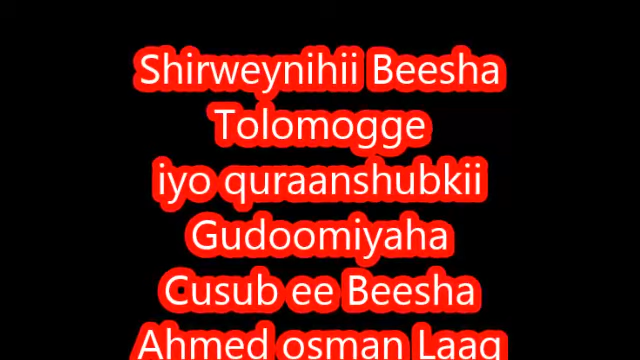 Shirweynihii Beesha
Tolomogge
iyo quraanshubkii
Gudoomiyaha
Cusub ee Beesha
Ahmed osman Laag